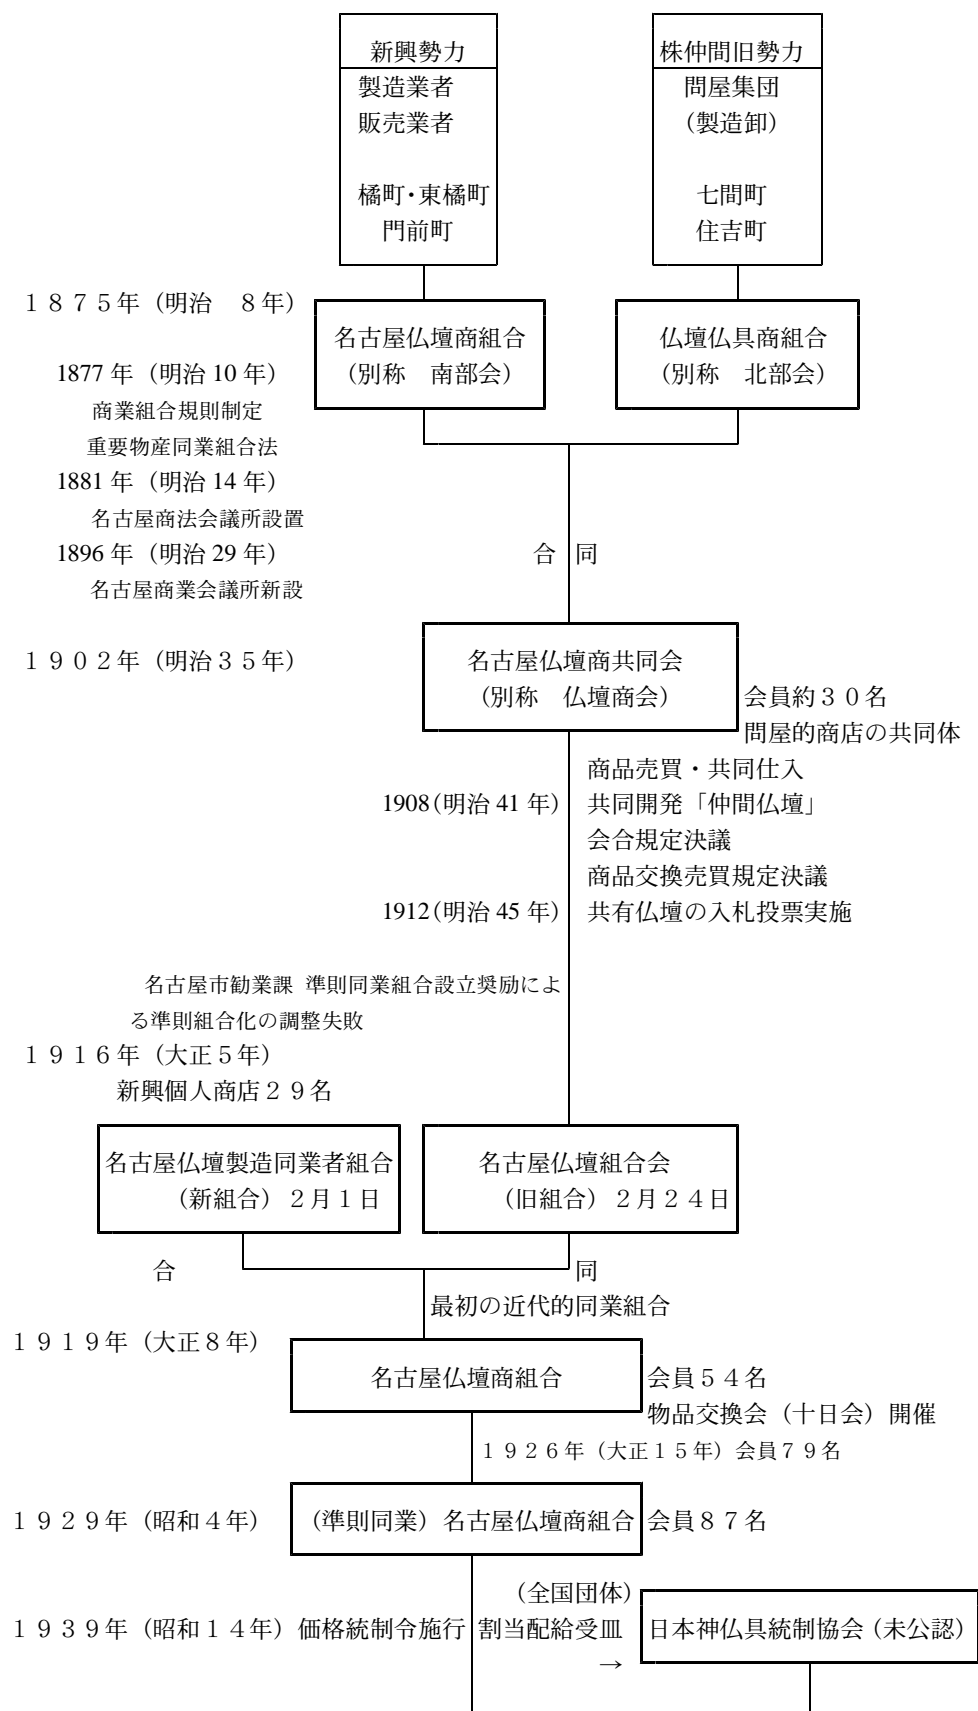 新興勢力
製造業者
販売業者
橘町・東橘町
門前町
株仲間旧勢力
問屋集団
（製造卸）
七間町
住吉町
１８７５年（明治　８年）
名古屋仏壇商組合
（別称　南部会）
仏壇仏具商組合
（別称　北部会）
1877 年（明治 10 年）
商業組合規則制定
重要物産同業組合法
1881 年（明治 14 年）
名古屋商法会議所設置
1896 年（明治 29 年）
名古屋商業会議所新設
合 同
１９０２年（明治３５年）
名古屋仏壇商共同会
（別称　仏壇商会）
会員約３０名
問屋的商店の共同体
商品売買・共同仕入
1908（明治 41 年） 共同開発「仲間仏壇」
会合規定決議
商品交換売買規定決議
1912（明治 45 年） 共有仏壇の入札投票実施
名古屋市勧業課 準則同業組合設立奨励によ
る準則組合化の調整失敗
１９１６年（大正５年）
新興個人商店２９名
名古屋仏壇製造同業者組合
（新組合）２月１日
名古屋仏壇組合会
（旧組合）２月２４日
合 同
最初の近代的同業組合
１９１９年（大正８年）
名古屋仏壇商組合
会員５４名
物品交換会（十日会）開催
１９２６年（大正１５年）会員７９名
１９２９年（昭和４年）
（準則同業）名古屋仏壇商組合
会員８７名
（全国団体）
１９３９年（昭和１４年）価格統制令施行 割当配給受皿 日本神仏具統制協会（未公認）
→